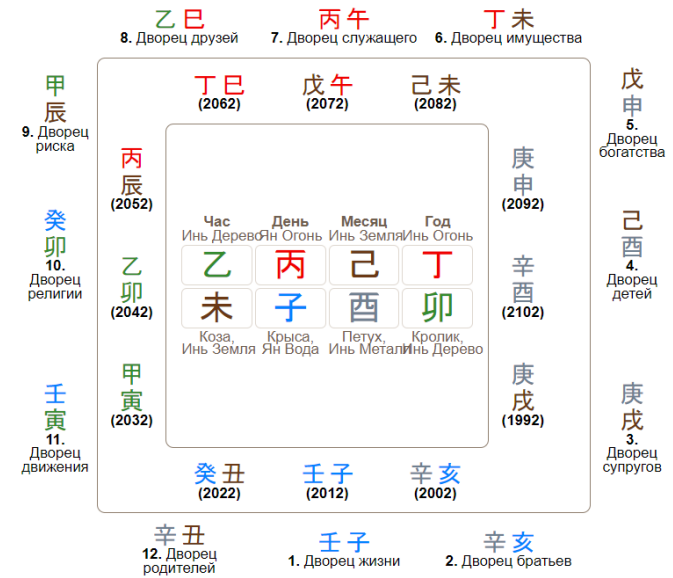 乙 巳
8. Дворец друзей
丙 午
7. Дворец служащего
丁 未
6. Дворец имущества
甲
辰
9. Дворец
риска
丁 巳
(2062)
戊 午
(2072)
己 未
(2082)
戊
申
5.
Дворец
богатства
丙
辰
(2052)
庚
申
(2092)
癸
卯
10.
Дворец
религии
乙
卯
(2042)
Час День Месяц Год
Инь Дерево Ян Огонь Инь Земля Инь Огонь
乙 丙 己 丁
未 子 酉 卯
Коза, Крыса, Петух, Кролик,
Инь Земля Ян Вода Инь Металл Инь Дерево
辛
酉
(2102)
己
酉
4.
Дворец
детей
甲
寅
(2032)
庚
戌
(1992)
壬
寅
11.
Дворец
движения
庚
戌
3.
Дворец
супругов
癸 丑
(2022)
壬 子
(2012)
辛 亥
(2002)
辛 丑
12. Дворец
родителей
壬 子
1. Дворец жизни
辛 亥
2. Дворец братьев